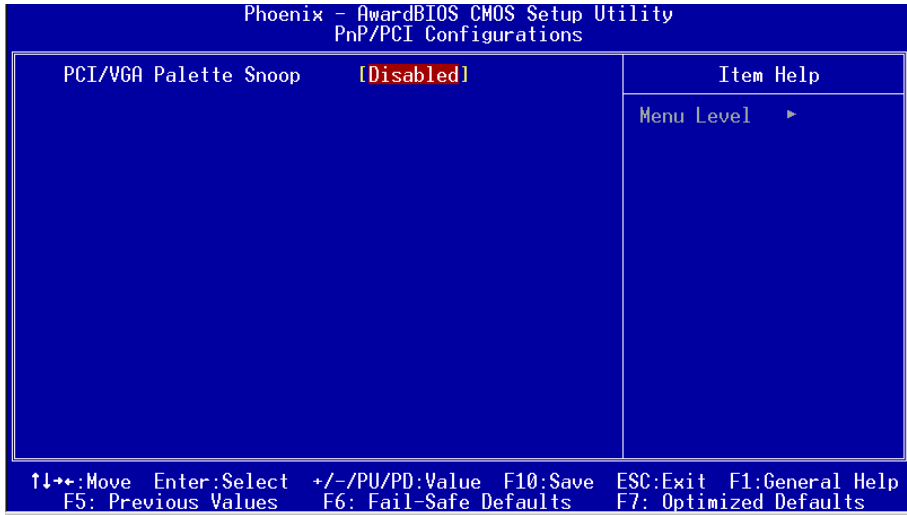 Phoenix - AwardBIOS CMOS Setup Utility
PnP/PCI Configurations
PCI/VGA Palette Snoop [Disabled]
Item Help
Menu Level ►
↑↓→←:Move Enter:Select +/-/PU/PD:Value F10:Save ESC:Exit F1:General Help
F5: Previous Values F6: Fail-Safe Defaults F7: Optimized Defaults